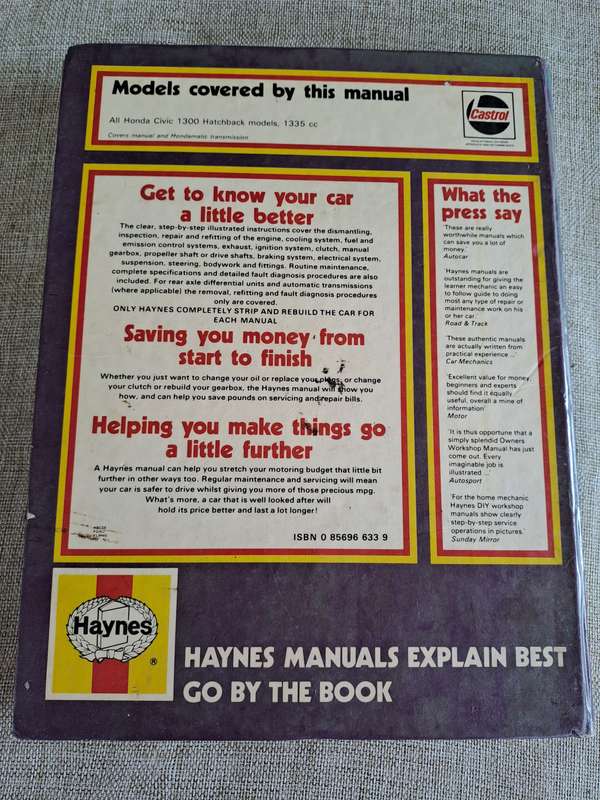 Models covered by this manual
All Honda Civic 1300 Hatchback models, 1335 cc
Covers manual and Hondamatic transmission
Castrol
Get to know your car
a little better
The clear, step-by-step illustrated instructions cover the dismantling,
inspection, repair and refitting of the engine, cooling system, fuel and
emission control systems, exhaust, ignition system, clutch, manual
gearbox, propeller shaft or drive shafts, braking system, electrical system,
suspension, steering, bodywork and fittings. Routine maintenance,
complete specifications and detailed fault diagnosis procedures are also
included. For rear axle differential units and automatic transmissions
(where applicable) the removal, refitting and fault diagnosis procedures
only are covered.
ONLY HAYNES COMPLETELY STRIP AND REBUILD THE CAR FOR
EACH MANUAL
Saving you money from
start to finish
Whether you just want to change your oil or replace your plugs, or change
your clutch or rebuild your gearbox, the Haynes manual will show you
how, and can help you save pounds on servicing and repair bills.
Helping you make things go
a little further
A Haynes manual can help you stretch your motoring budget that little bit
further in other ways too. Regular maintenance and servicing will mean
your car is safer to drive whilst giving you more of those precious mpg.
What's more, a car that is well looked after will
hold its price better and last a lot longer!
ISBN 0 85696 633 9
What the
press say
'These are really
worthwhile manuals which
can save you a lot of
money.'
Autocar
'Haynes manuals are
outstanding for giving the
learner mechanic an easy
to follow guide to doing
most any type of repair or
maintenance work on his
or her car.'
Road & Track
'These authentic manuals
are actually written from
practical experience ...'
Car Mechanics
'Excellent value for money,
beginners and experts
should find it equally
useful, overall a mine of
information'
Motor
'It is thus opportune that a
simply splendid Owners
Workshop Manual has just
come out. Every
imaginable job is
illustrated ...'
Autosport
'For the home mechanic
Haynes DIY workshop
manuals show clearly
step-by-step service
operations in pictures.'
Sunday Mirror
Haynes
®
HAYNES MANUALS EXPLAIN BEST
GO BY THE BOOK